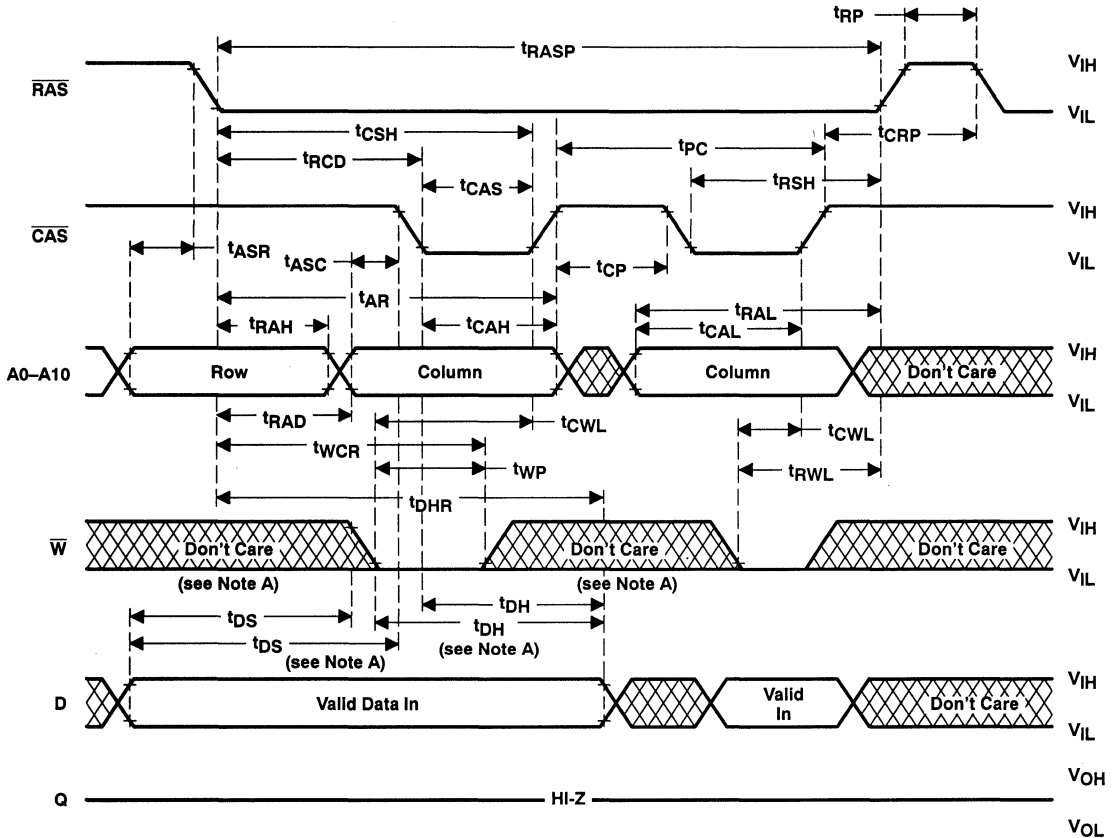 tRP
tRASP
RAS
VIH
VIL
tCSH
tCRP
tPC
tRCD
tRSH
tCAS
CAS
VIH
VIL
tASR
tASC
tCP
tAR
tRAL
tRAH
tCAH
tCAL
A0–A10
Row
Column
Column
Don't Care
VIH
VIL
tRAD
tCWL
tCWL
tWCR
tWP
tRWL
tDHR
W
Don't Care
(see Note A)
Don't Care
(see Note A)
Don't Care
VIH
VIL
tDH
tDS
tDH
(see Note A)
tDS
(see Note A)
D
Valid Data In
Valid
In
Don't Care
VIH
VIL
VOH
Q
HI-Z
VOL